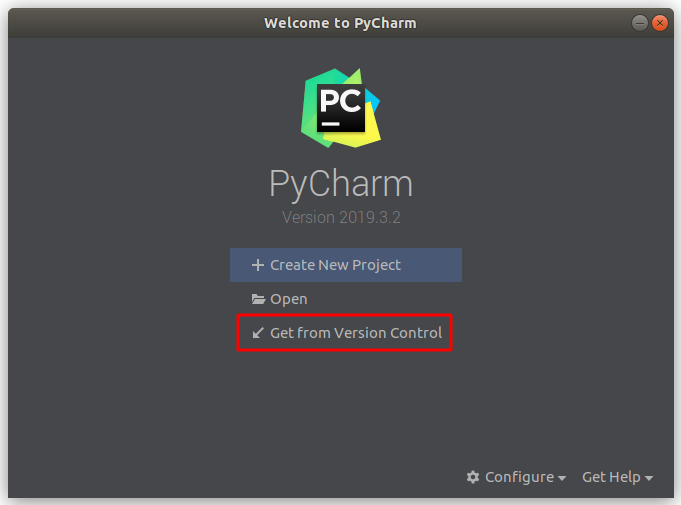 Welcome to PyCharm
PC
PyCharm
Version 2019.3.2
Create New Project
Open
Get from Version Control
Configure
Get Help